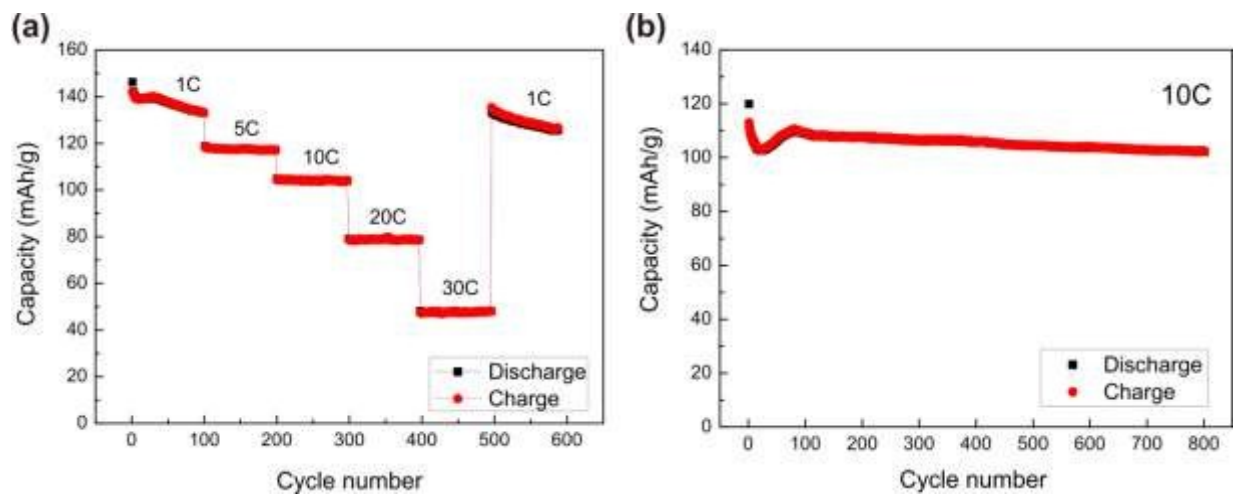 (a)
160
140
120
100
80
60
40
20
0
Capacity (mAh/g)
1C
5C
10C
20C
30C
1C
Discharge
Charge
0 100 200 300 400 500 600
Cycle number
(b)
140
120
100
80
60
40
20
0
Capacity (mAh/g)
10C
Discharge
Charge
0 100 200 300 400 500 600 700 800
Cycle number